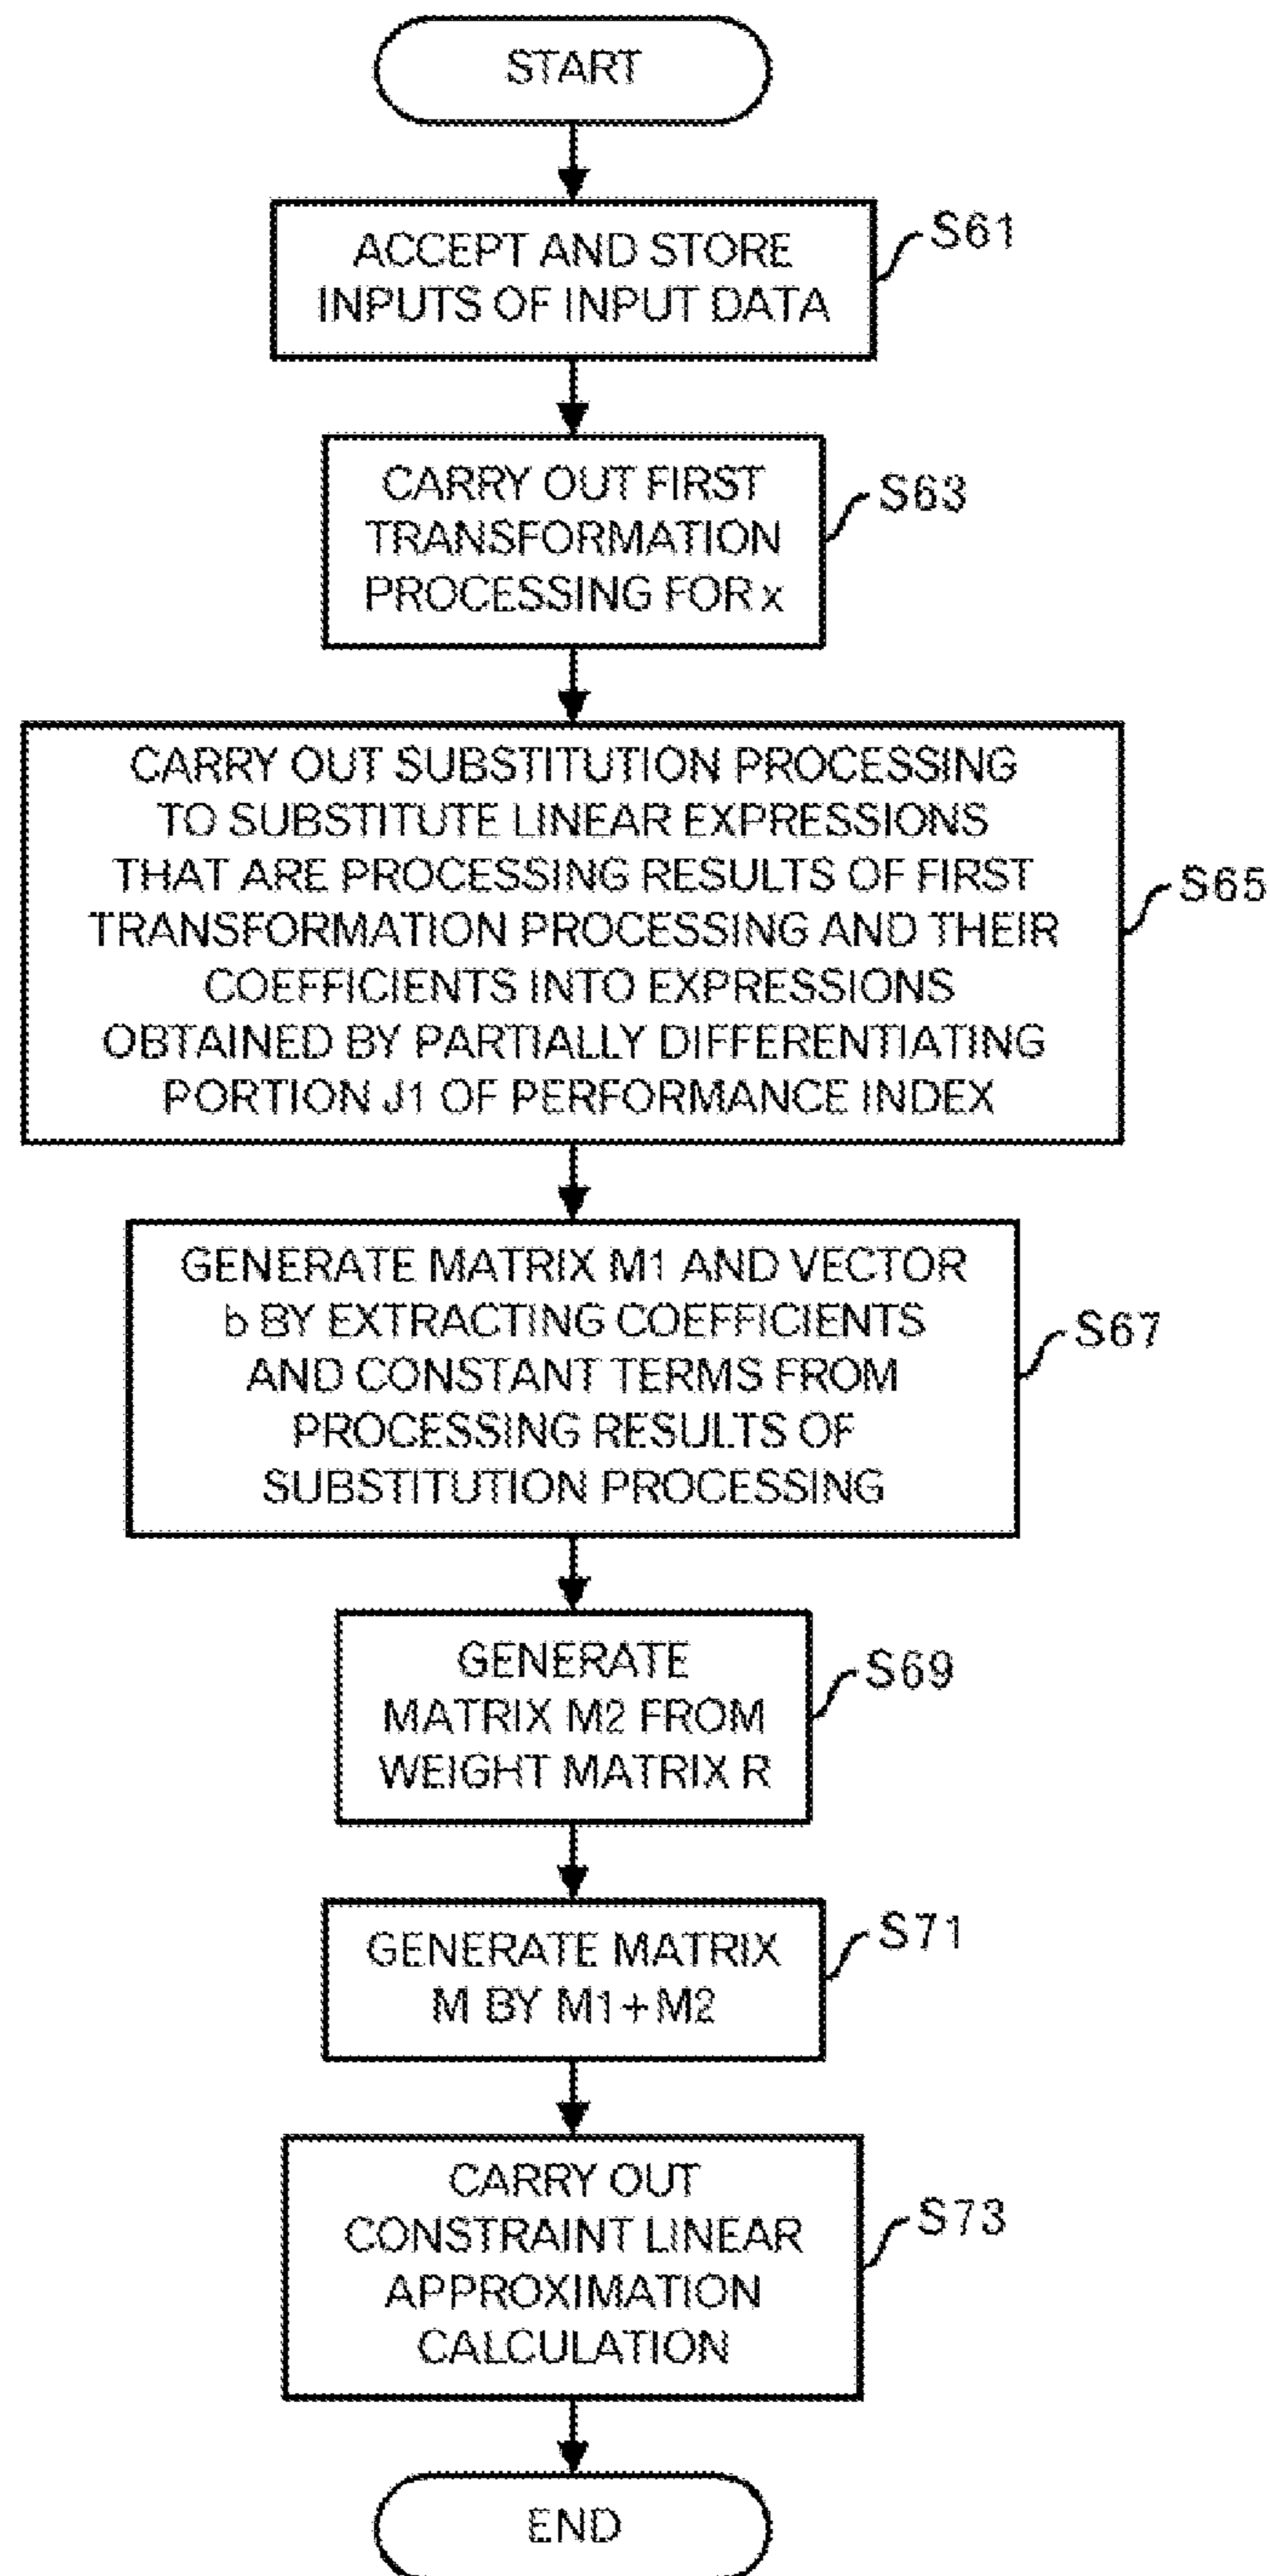 START
ACCEPT AND STORE
INPUTS OF INPUT DATA
S61
CARRY OUT FIRST
TRANSFORMATION
PROCESSING FOR x
S63
CARRY OUT SUBSTITUTION PROCESSING
TO SUBSTITUTE LINEAR EXPRESSIONS
THAT ARE PROCESSING RESULTS OF FIRST
TRANSFORMATION PROCESSING AND THEIR
COEFFICIENTS INTO EXPRESSIONS
OBTAINED BY PARTIALLY DIFFERENTIATING
PORTION J1 OF PERFORMANCE INDEX
S65
GENERATE MATRIX M1 AND VECTOR
b BY EXTRACTING COEFFICIENTS
AND CONSTANT TERMS FROM
PROCESSING RESULTS OF
SUBSTITUTION PROCESSING
S67
GENERATE
MATRIX M2 FROM
WEIGHT MATRIX R
S69
GENERATE MATRIX
M BY M1+M2
S71
CARRY OUT
CONSTRAINT LINEAR
APPROXIMATION
CALCULATION
S73
END